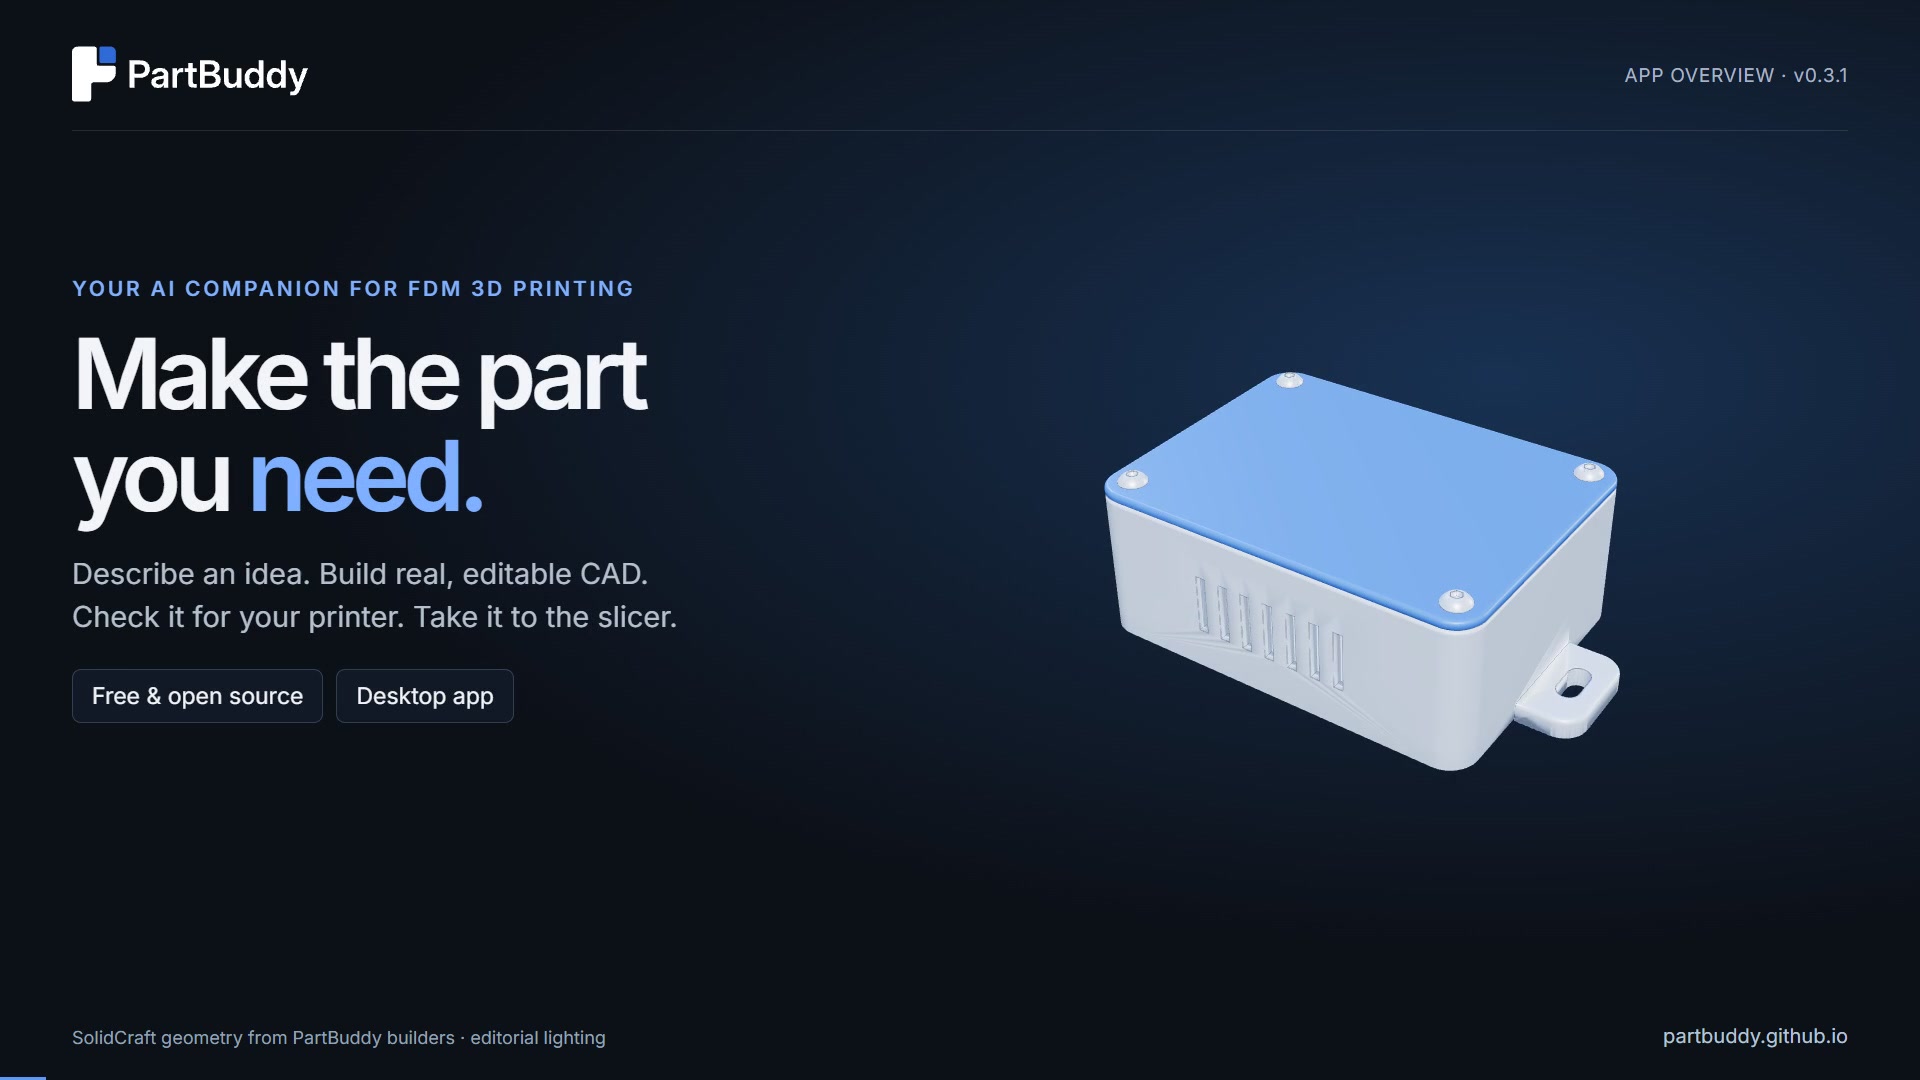 PartBuddy
APP OVERVIEW · v0.3.1
YOUR AI COMPANION FOR FDM 3D PRINTING
Make the part
you need.
Describe an idea. Build real, editable CAD.
Check it for your printer. Take it to the slicer.
Free & open source
Desktop app
SolidCraft geometry from PartBuddy builders · editorial lighting
partbuddy.github.io